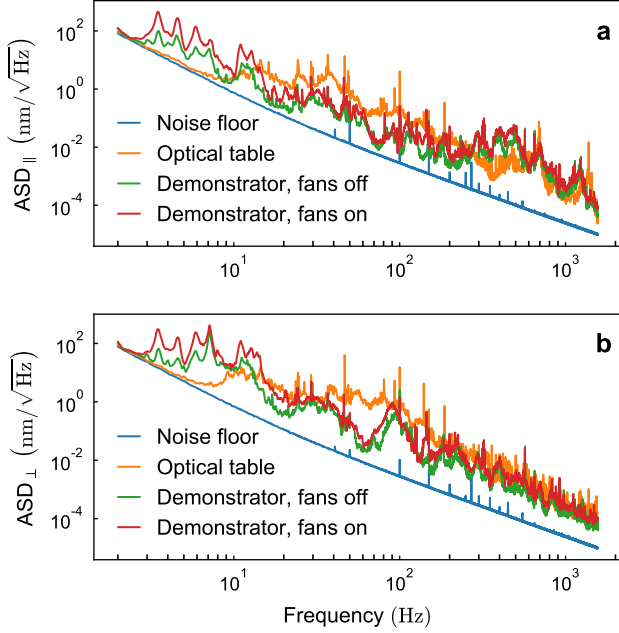 a
ASD∥ (nm/√Hz)
10²
10⁰
10⁻²
10⁻⁴
Noise floor
Optical table
Demonstrator, fans off
Demonstrator, fans on
10¹ 10² 10³
b
ASD⊥ (nm/√Hz)
10²
10⁰
10⁻²
10⁻⁴
Noise floor
Optical table
Demonstrator, fans off
Demonstrator, fans on
10¹ 10² 10³
Frequency (Hz)